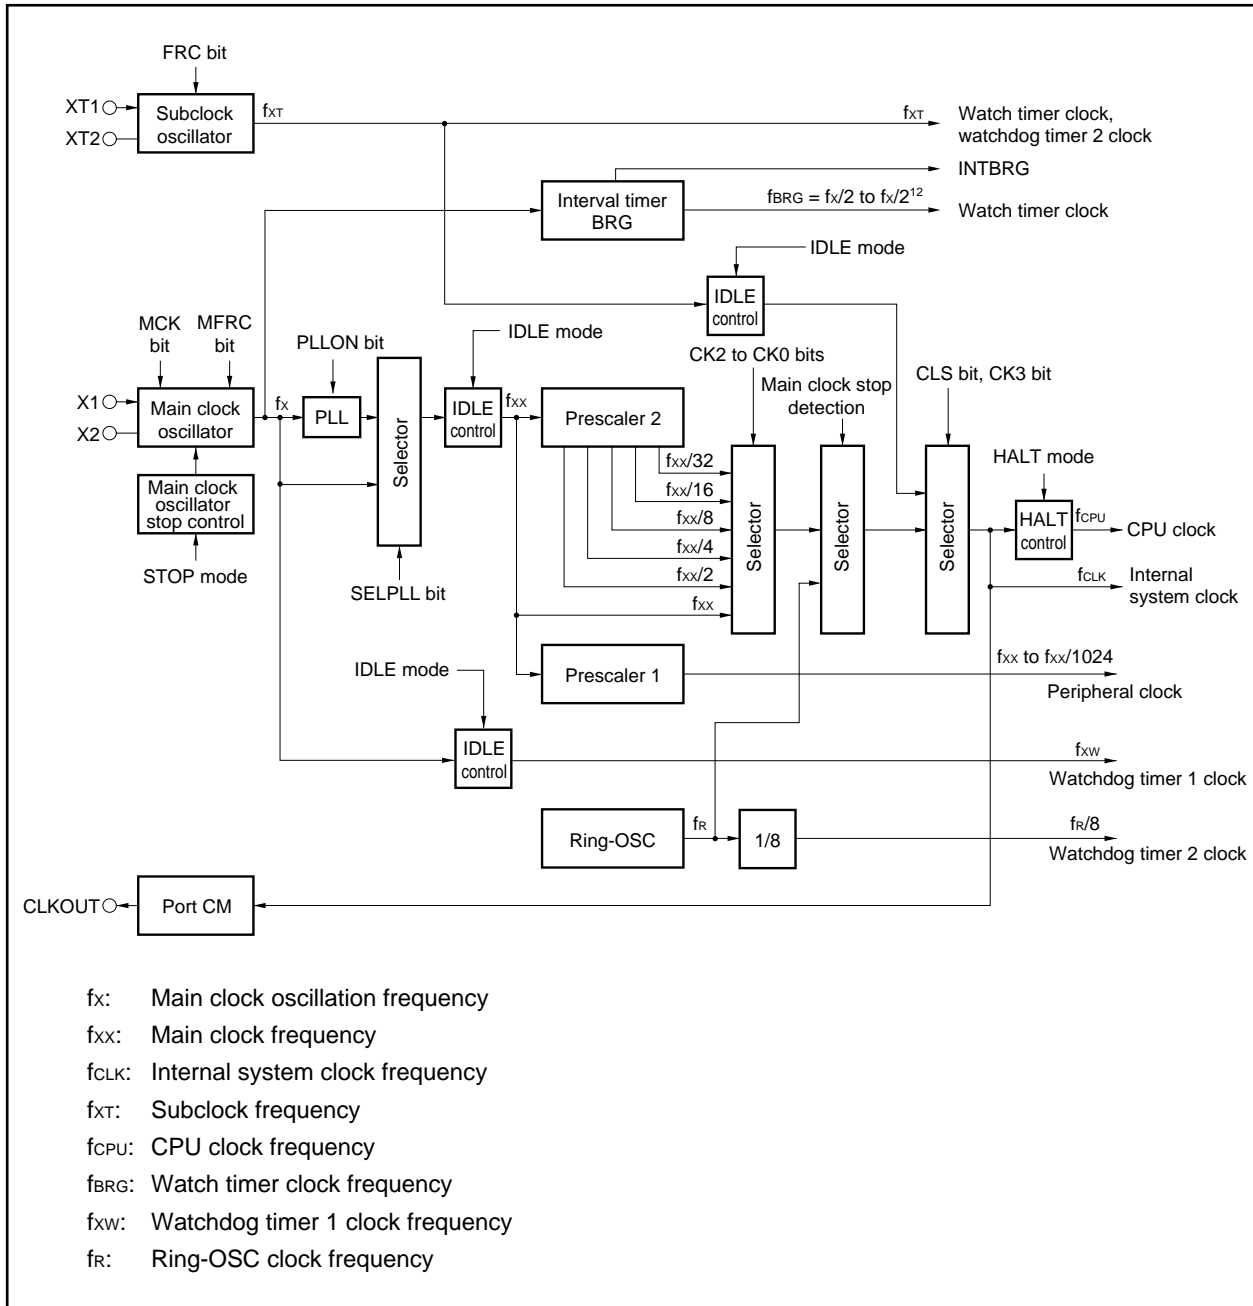 FRC bit
XT1
XT2
Subclock
oscillator
fXT
fXT
Watch timer clock,
watchdog timer 2 clock
INTBRG
Interval timer
BRG
fBRG = fX/2 to fX/2¹²
Watch timer clock
IDLE mode
IDLE
control
MCK
bit
MFRC
bit
PLLON bit
IDLE mode
CK2 to CK0 bits
Main clock stop
detection
CLS bit, CK3 bit
HALT mode
X1
X2
Main clock
oscillator
fX
PLL
Selector
IDLE
control
fXX
Prescaler 2
fXX/32
fXX/16
fXX/8
fXX/4
fXX/2
fXX
Selector
Selector
Selector
HALT
control
fCPU
CPU clock
fCLK
Internal
system clock
Main clock
oscillator
stop control
STOP mode
SELPLL bit
IDLE mode
Prescaler 1
fXX to fXX/1024
Peripheral clock
IDLE
control
fXW
Watchdog timer 1 clock
Ring-OSC
fR
1/8
fR/8
Watchdog timer 2 clock
CLKOUT
Port CM
fX: Main clock oscillation frequency
fXX: Main clock frequency
fCLK: Internal system clock frequency
fXT: Subclock frequency
fCPU: CPU clock frequency
fBRG: Watch timer clock frequency
fXW: Watchdog timer 1 clock frequency
fR: Ring-OSC clock frequency